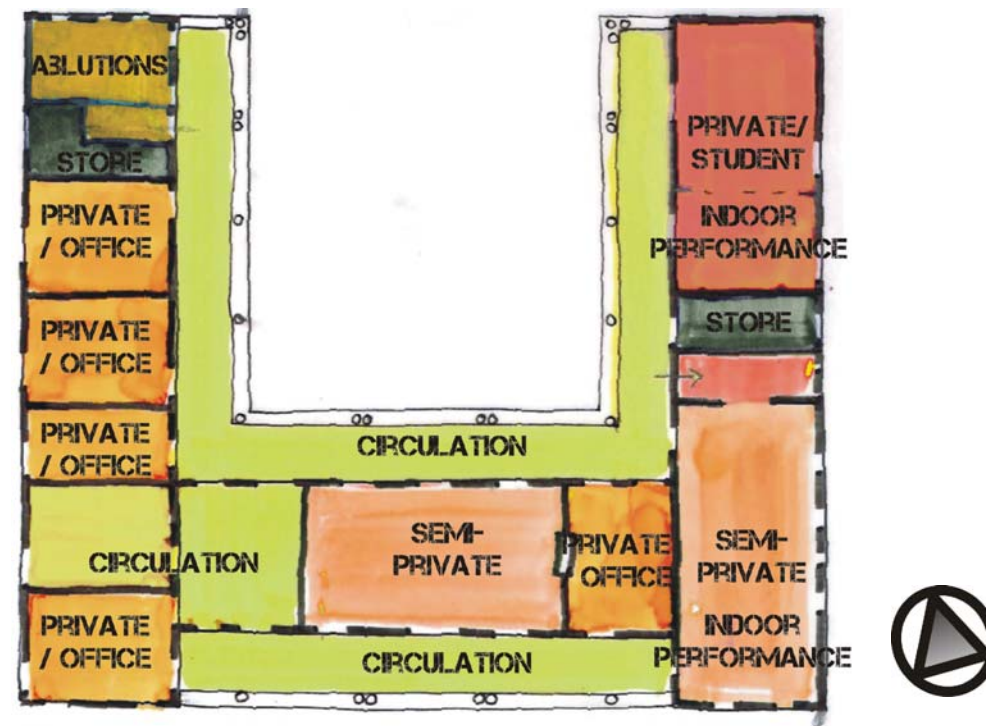 ABLUTIONS
STORE
PRIVATE
/ OFFICE
PRIVATE
/ OFFICE
PRIVATE
/ OFFICE
CIRCULATION
PRIVATE
/ OFFICE
CIRCULATION
SEMI-
PRIVATE
PRIVATE
/ OFFICE
CIRCULATION
PRIVATE/
STUDENT
INDOOR
PERFORMANCE
STORE
SEMI-
PRIVATE
INDOOR
PERFORMANCE